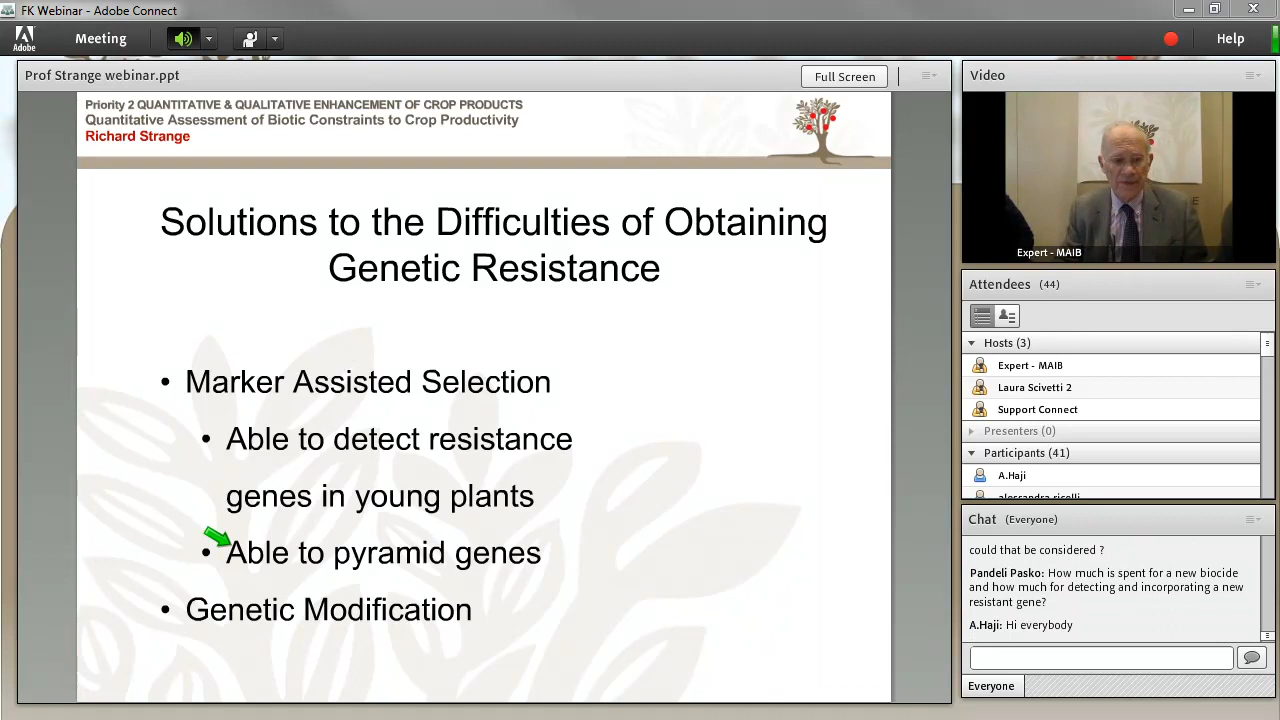 FK Webinar - Adobe Connect
Adobe
Meeting
Help
Prof Strange webinar.ppt
Full Screen
Priority 2 QUANTITATIVE & QUALITATIVE ENHANCEMENT OF CROP PRODUCTS
Quantitative Assessment of Biotic Constraints to Crop Productivity
Richard Strange
Solutions to the Difficulties of Obtaining
Genetic Resistance
• Marker Assisted Selection
• Able to detect resistance
genes in young plants
• Able to pyramid genes
• Genetic Modification
Video
Expert - MAIB
Attendees (44)
Hosts (3)
Expert - MAIB
Laura Scivetti 2
Support Connect
Presenters (0)
Participants (41)
A.Haji
alessandra ricelli
Chat (Everyone)
could that be considered ?
Pandeli Pasko: How much is spent for a new biocide
and how much for detecting and incorporating a new
resistant gene?
A.Haji: Hi everybody
Everyone